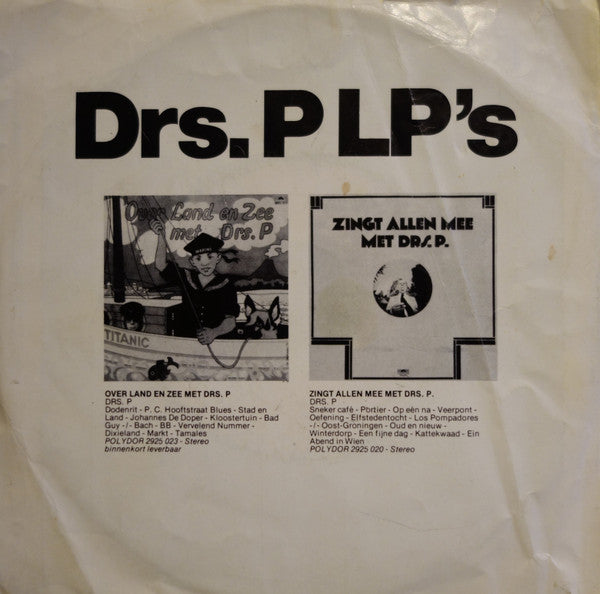 Drs. P LP's
Over Land en Zee
met Drs. P
TITANIC
ZINGT ALLEN MEE
MET DRS. P.
OVER LAND EN ZEE MET DRS. P
DRS. P
Dodenrit - P. C. Hooftstraat Blues - Stad en
Land - Johannes De Doper - Kloostertuin - Bad
Guy -/- Bach - BB - Vervelend Nummer -
Dixieland - Markt - Tamales
POLYDOR 2925 023 - Stereo
binnenkort leverbaar
ZINGT ALLEN MEE MET DRS. P.
DRS. P
Sneker café - Portier - Op één na - Veerpont -
Oefening - Elfstedentocht - Los Pompadores
-/- Oost-Groningen - Oud en nieuw -
Winterdorp - Een fijne dag - Kattekwaad - Ein
Abend in Wien
POLYDOR 2925 020 - Stereo